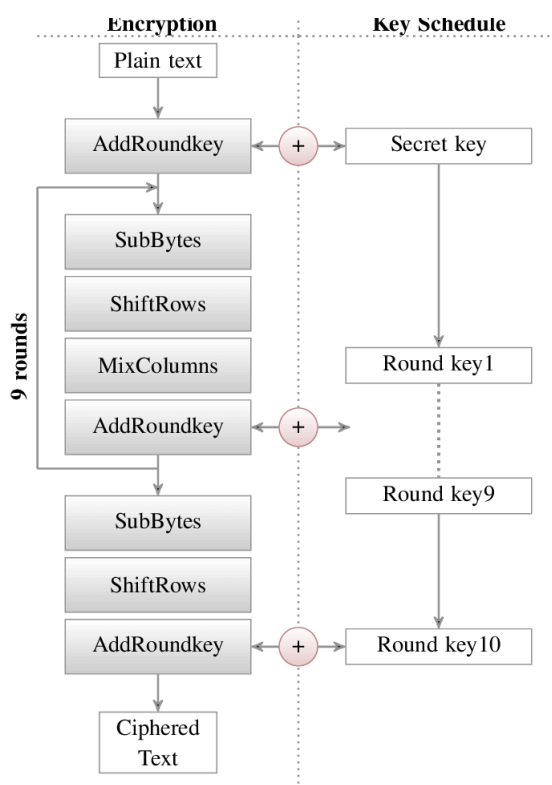 Encryption
Key Schedule
Plain text
AddRoundkey
+
Secret key
SubBytes
ShiftRows
MixColumns
AddRoundkey
+
9 rounds
Round key1
Round key9
SubBytes
ShiftRows
AddRoundkey
+
Round key10
Ciphered
Text